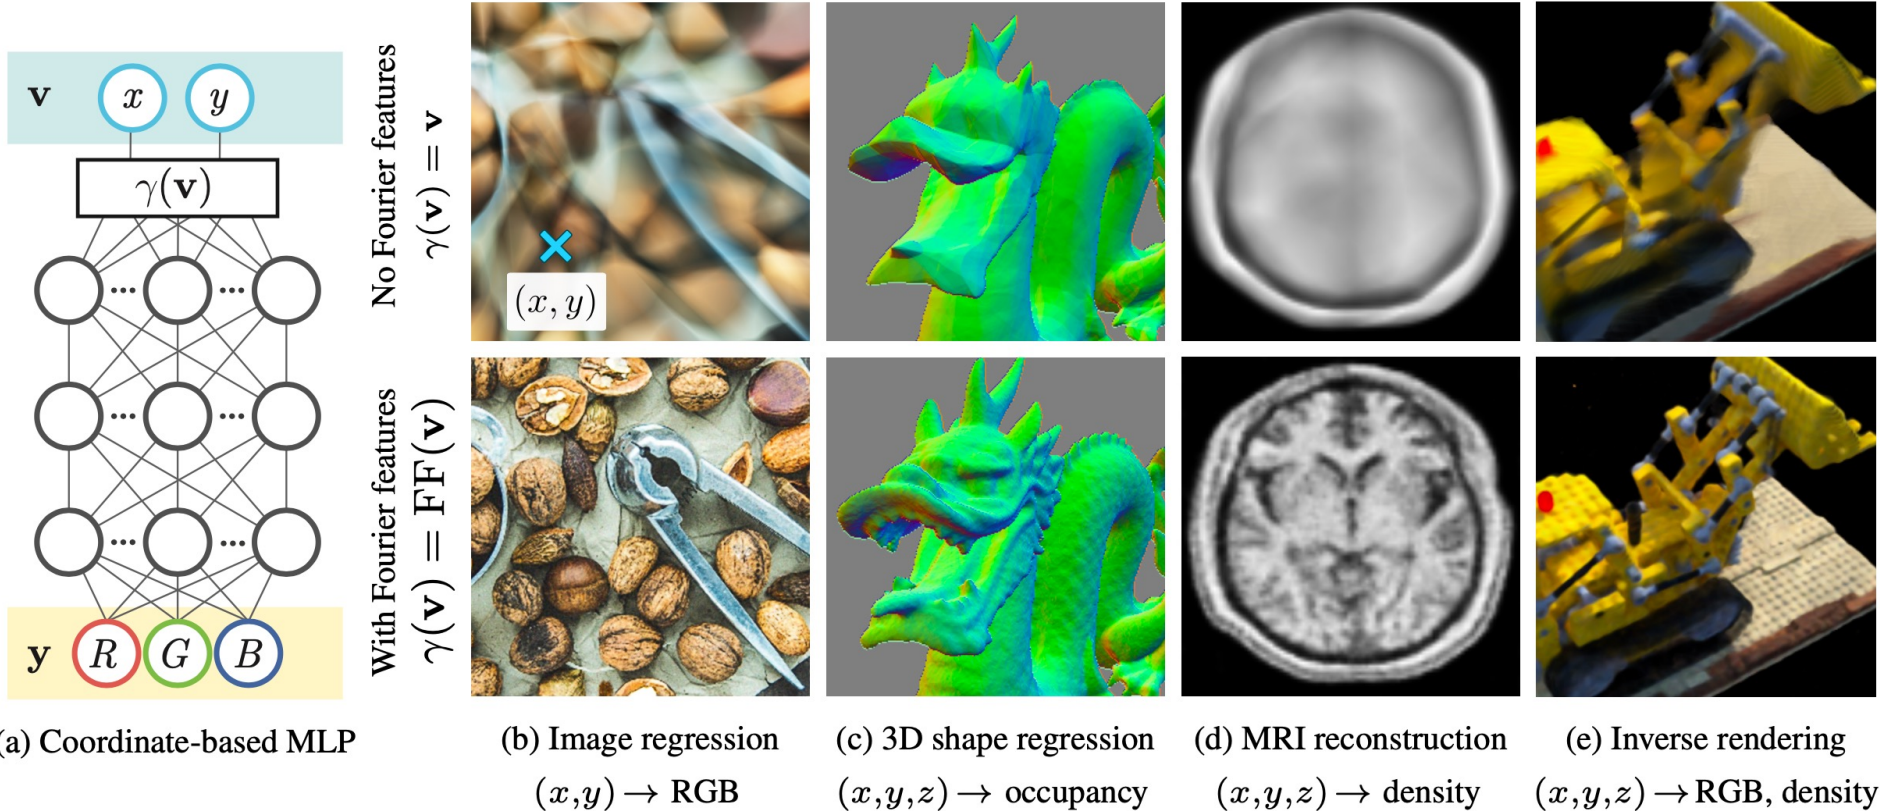 v
x y
γ(v)
y
R G B
(a) Coordinate-based MLP
No Fourier features
γ(v) = v
With Fourier features
γ(v) = FF(v)
(x, y)
(b) Image regression
(x,y) → RGB
(c) 3D shape regression
(x,y,z) → occupancy
(d) MRI reconstruction
(x,y,z) → density
(e) Inverse rendering
(x,y,z) → RGB, density